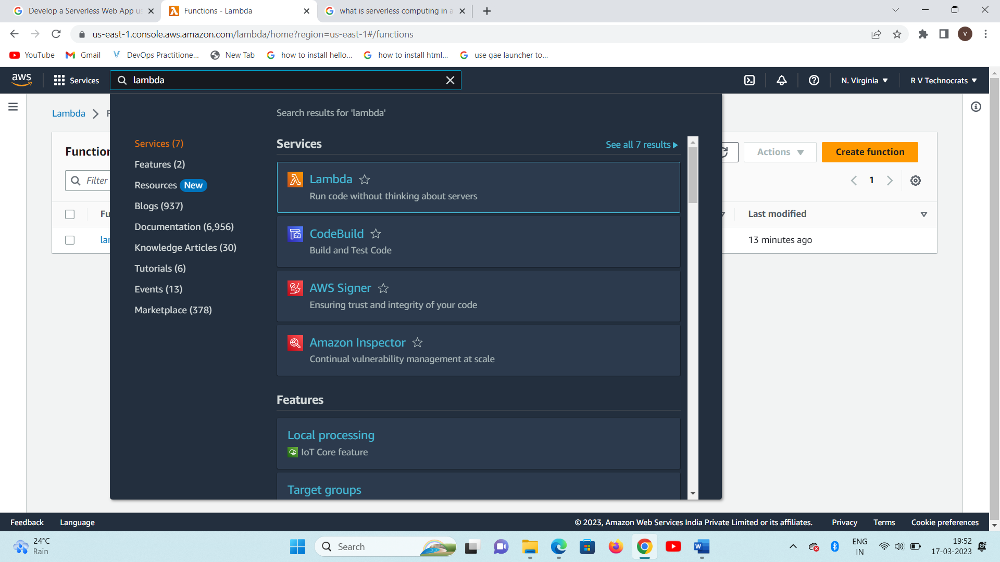 Develop a Serverless Web App us
Functions - Lambda
what is serverless computing in a
us-east-1.console.aws.amazon.com/lambda/home?region=us-east-1#/functions
V
YouTube
Gmail
DevOps Practitione...
New Tab
how to install hello...
how to install html...
use gae launcher to...
aws
Services
lambda
N. Virginia
R V Technocrats
Lambda
Search results for 'lambda'
Services (7)
Features (2)
Resources New
Blogs (937)
Documentation (6,956)
Knowledge Articles (30)
Tutorials (6)
Events (13)
Marketplace (378)
Services
See all 7 results
Lambda
Run code without thinking about servers
CodeBuild
Build and Test Code
AWS Signer
Ensuring trust and integrity of your code
Amazon Inspector
Continual vulnerability management at scale
Features
Local processing
IoT Core feature
Target groups
Function
Filter
Fu
lar
Actions
Create function
1
Last modified
13 minutes ago
Feedback
Language
© 2023, Amazon Web Services India Private Limited or its affiliates.
Privacy
Terms
Cookie preferences
24°C
Rain
Search
ENG
IN
19:52
17-03-2023